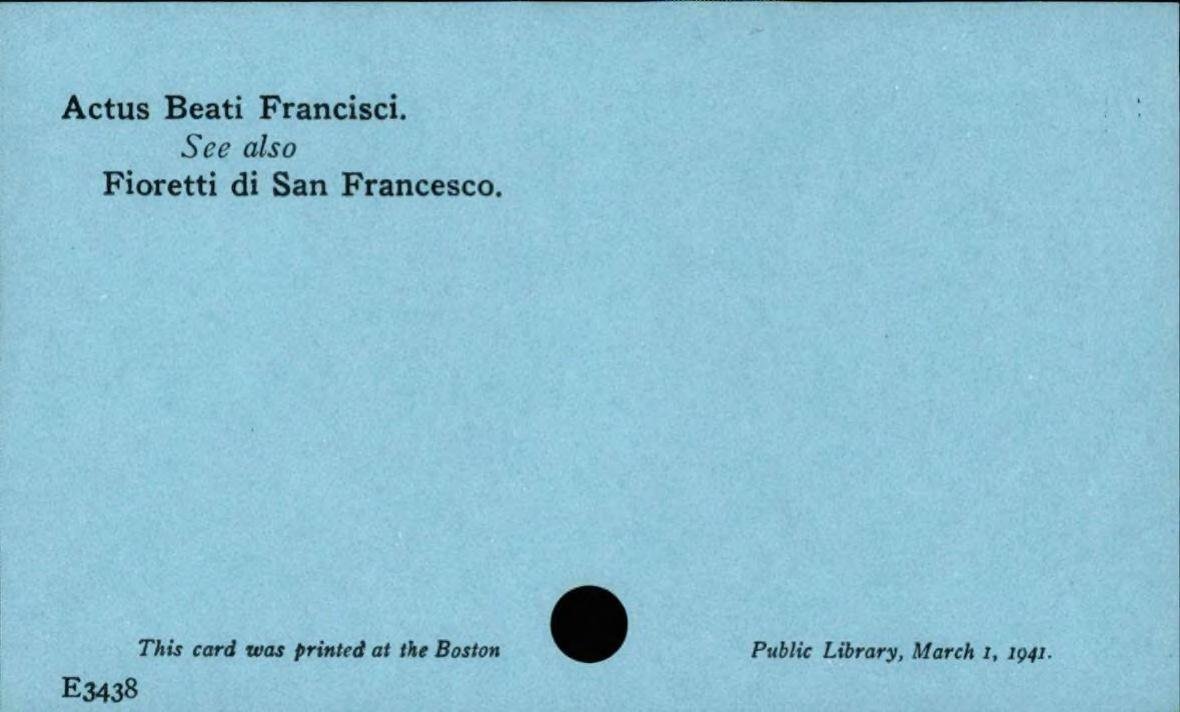 Actus Beati Francisci.
See also
Fioretti di San Francesco.
This card was printed at the Boston Public Library, March 1, 1941.
E3438